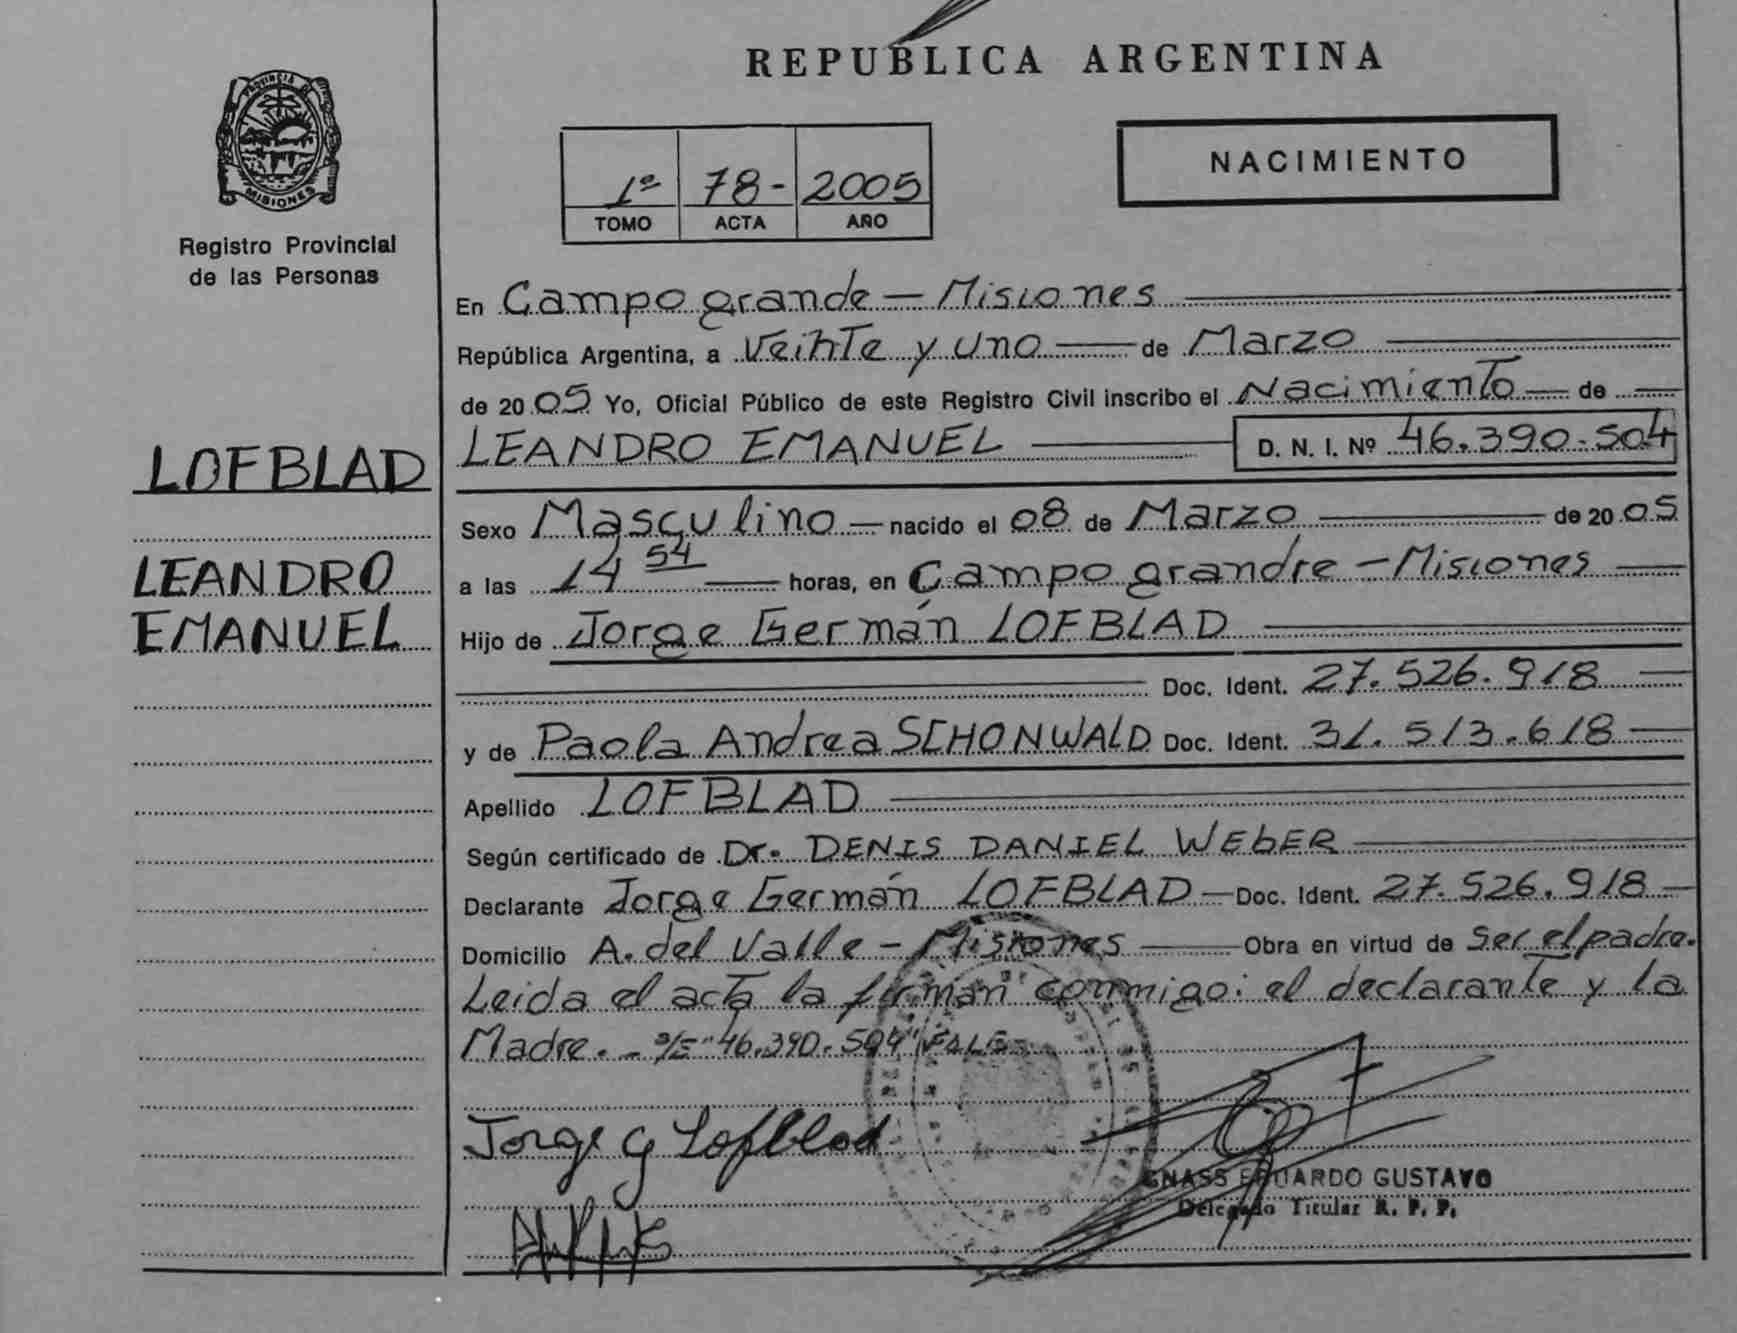 REPUBLICA ARGENTINA
PROVINCIA DE
MISIONES
Registro Provincial
de las Personas
1º 78- 2005
TOMO ACTA AÑO
NACIMIENTO
En Campo grande - Misiones
República Argentina, a Veinte y uno de Marzo
de 2005 Yo, Oficial Público de este Registro Civil inscribo el Nacimiento de
LEANDRO EMANUEL D. N. I. Nº 46.390.504
LOFBLAD
Sexo Masculino nacido el 08 de Marzo de 2005
LEANDRO
EMANUEL
a las 14 54 horas, en Campo grandre - Misiones
Hijo de Jorge Germán LOFBLAD
Doc. Ident. 27.526.918
y de Paola Andrea SCHONWALD Doc. Ident. 31.513.618
Apellido LOFBLAD
Según certificado de Dr. DENIS DANIEL WEbER
Declarante Jorge Germán LOFBLAD Doc. Ident. 27.526.918
Domicilio A. del Valle - Misiones Obra en virtud de Ser el padre.
Leida el acta la firman conmigo: el declarante y la
Madre. - s/E "46.390.504" VALE
Jorge G Lofblad
GNASS EDUARDO GUSTAVO
Delegado Titular R. P. P.